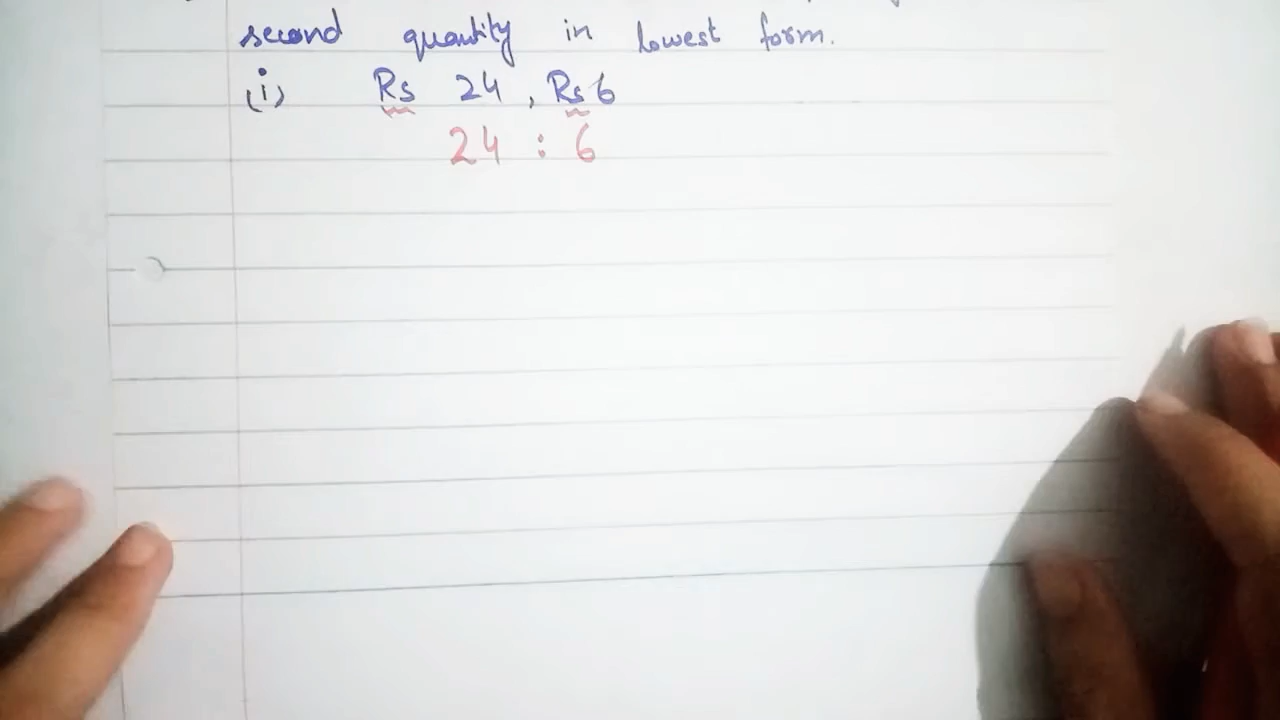 second quantity in lowest form.
(i) Rs 24, Rs 6
24 : 6